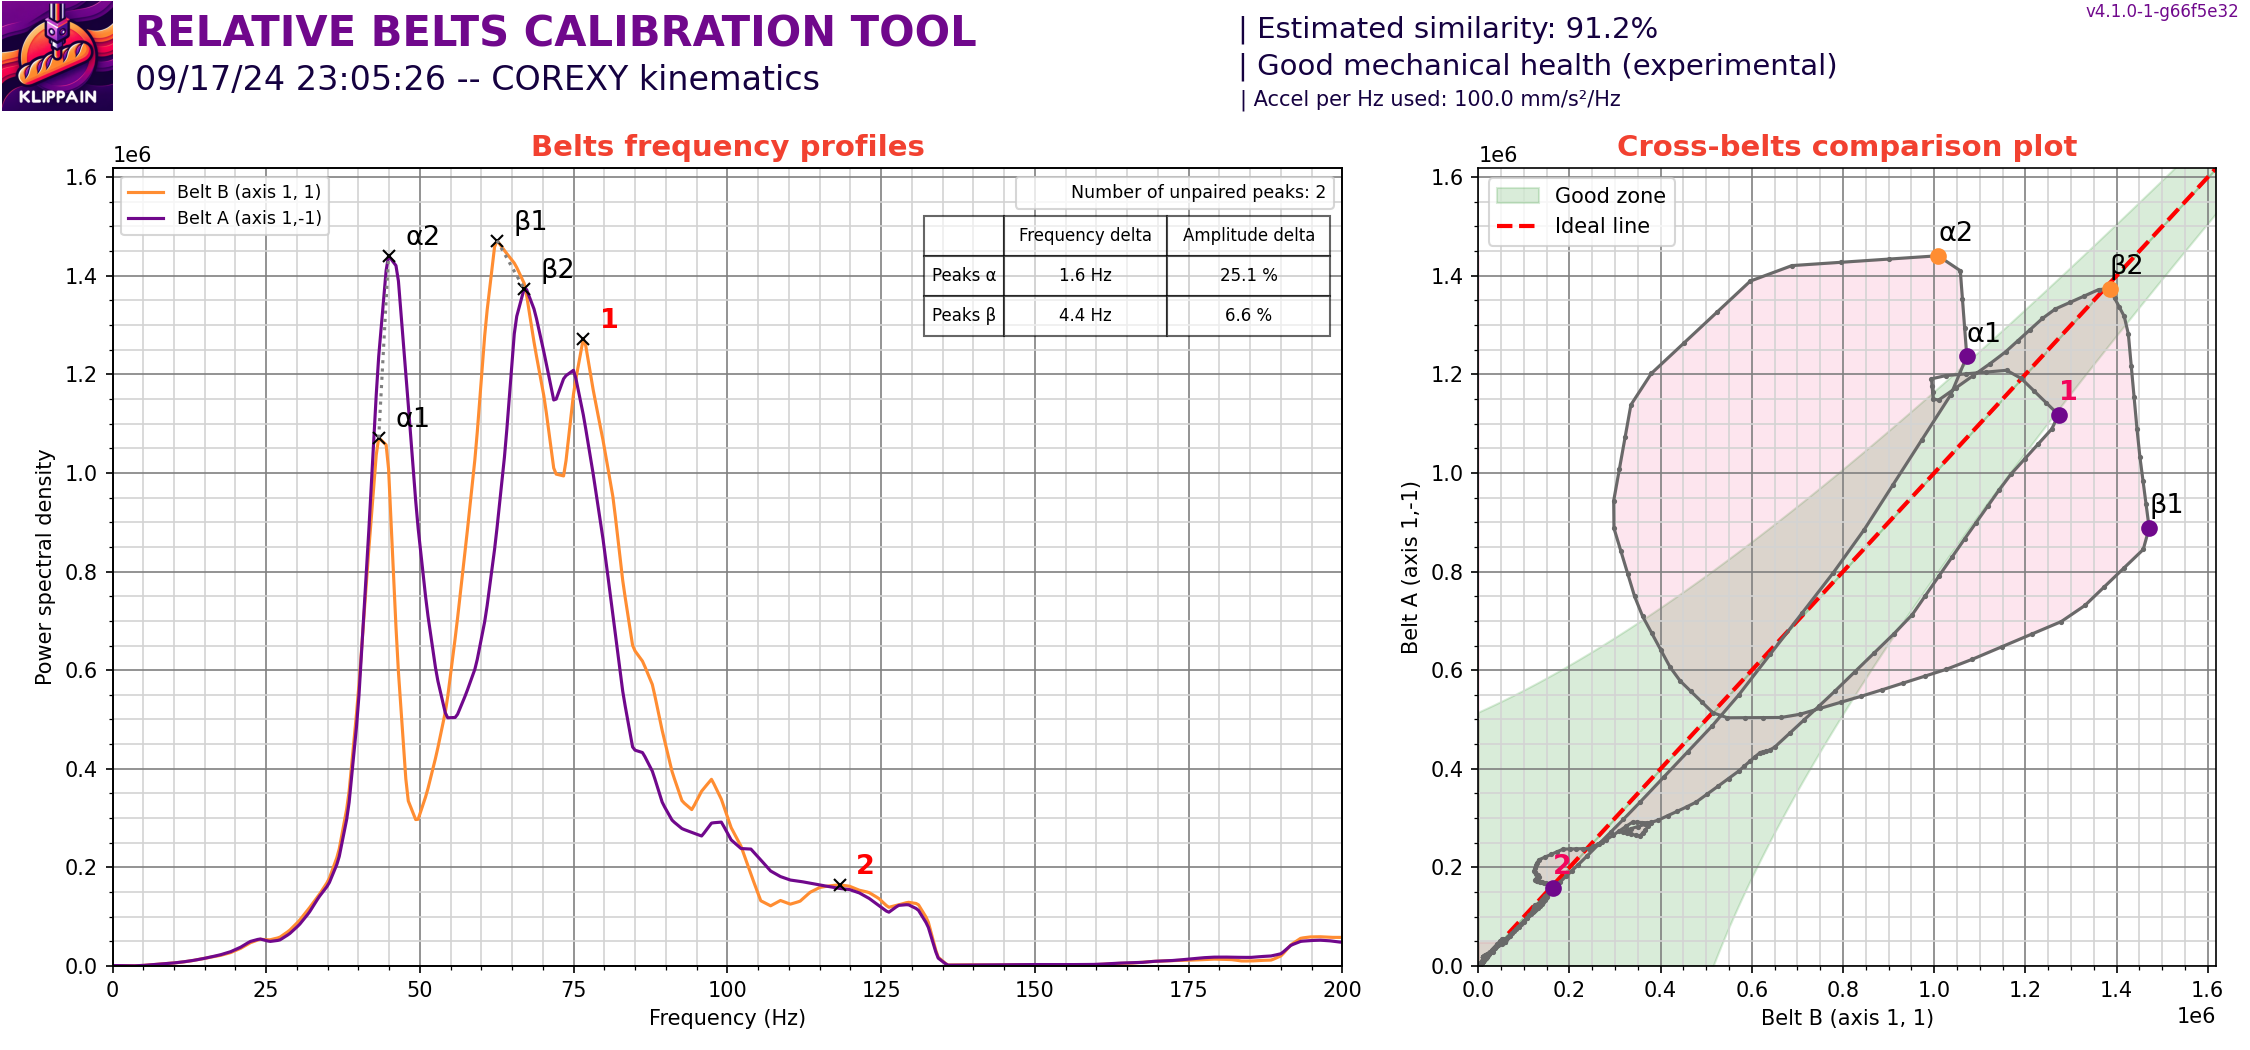 KLIPPAIN
RELATIVE BELTS CALIBRATION TOOL
09/17/24 23:05:26 -- COREXY kinematics
| Estimated similarity: 91.2%
| Good mechanical health (experimental)
| Accel per Hz used: 100.0 mm/s²/Hz
v4.1.0-1-g66f5e32
Belts frequency profiles
1e6
Belt B (axis 1, 1)
Belt A (axis 1,-1)
Number of unpaired peaks: 2
Frequency delta Amplitude delta
Peaks α 1.6 Hz 25.1 %
Peaks β 4.4 Hz 6.6 %
α2
β1
β2
1
α1
2
1.6
1.4
1.2
1.0
0.8
0.6
0.4
0.2
0.0
Power spectral density
0 25 50 75 100 125 150 175 200
Frequency (Hz)
Cross-belts comparison plot
1e6
Good zone
Ideal line
α2
β2
α1
1
β1
2
1.6
1.4
1.2
1.0
0.8
0.6
0.4
0.2
0.0
Belt A (axis 1,-1)
0.0 0.2 0.4 0.6 0.8 1.0 1.2 1.4 1.6
Belt B (axis 1, 1)
1e6